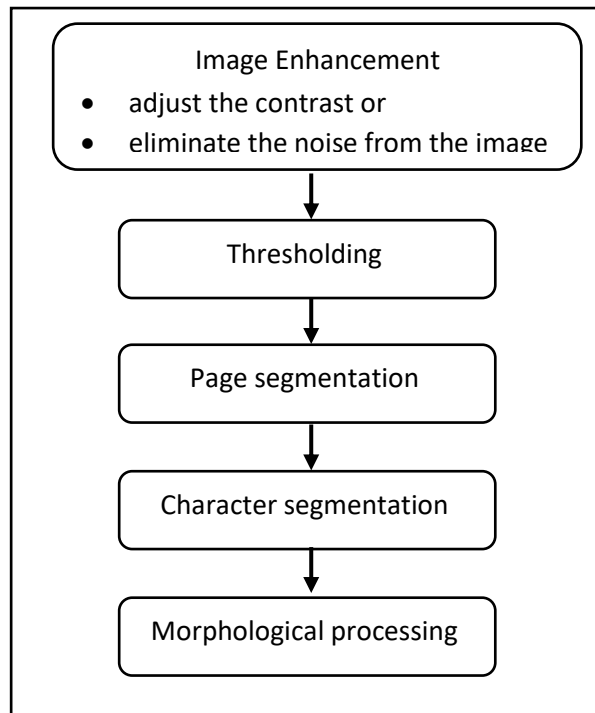 Image Enhancement
• adjust the contrast or
• eliminate the noise from the image
Thresholding
Page segmentation
Character segmentation
Morphological processing